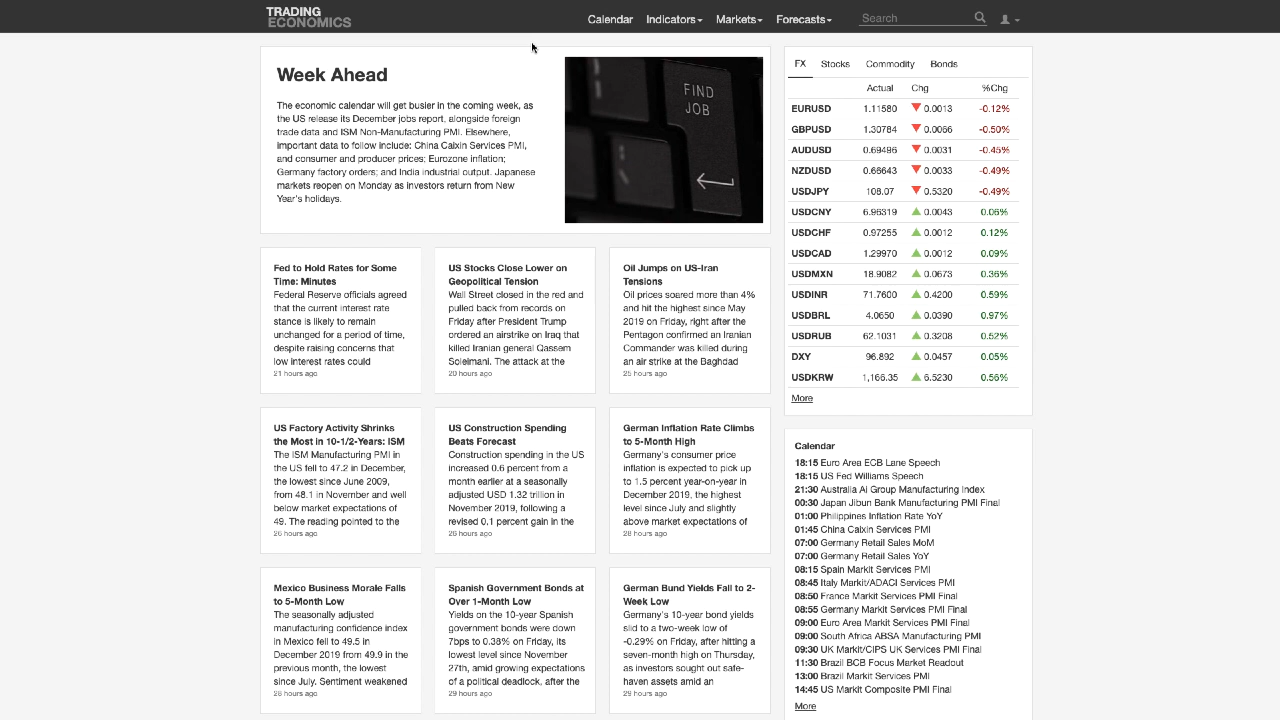 TRADING
ECONOMICS
Calendar Indicators Markets Forecasts Search
Week Ahead
The economic calendar will get busier in the coming week, as
the US release its December jobs report, alongside foreign
trade data and ISM Non-Manufacturing PMI. Elsewhere,
important data to follow include: China Caixin Services PMI,
and consumer and producer prices; Eurozone inflation;
Germany factory orders; and India industrial output. Japanese
markets reopen on Monday as investors return from New
Year's holidays.
FIND
JOB
Fed to Hold Rates for Some
Time: Minutes
Federal Reserve officials agreed
that the current interest rate
stance is likely to remain
unchanged for a period of time,
despite raising concerns that
low interest rates could
21 hours ago
US Stocks Close Lower on
Geopolitical Tension
Wall Street closed in the red and
pulled back from records on
Friday after President Trump
ordered an airstrike on Iraq that
killed Iranian general Qassem
Soleimani. The attack at the
20 hours ago
Oil Jumps on US-Iran
Tensions
Oil prices soared more than 4%
and hit the highest since May
2019 on Friday, right after the
Pentagon confirmed an Iranian
Commander was killed during
an air strike at the Baghdad
25 hours ago
US Factory Activity Shrinks
the Most in 10-1/2-Years: ISM
The ISM Manufacturing PMI in
the US fell to 47.2 in December,
the lowest since June 2009,
from 48.1 in November and well
below market expectations of
49. The reading pointed to the
26 hours ago
US Construction Spending
Beats Forecast
Construction spending in the US
increased 0.6 percent from a
month earlier at a seasonally
adjusted USD 1.32 trillion in
November 2019, following a
revised 0.1 percent gain in the
26 hours ago
German Inflation Rate Climbs
to 5-Month High
Germany's consumer price
inflation is expected to pick up
to 1.5 percent year-on-year in
December 2019, the highest
level since July and slightly
above market expectations of
28 hours ago
Mexico Business Morale Falls
to 5-Month Low
The seasonally adjusted
manufacturing confidence index
in Mexico fell to 49.5 in
December 2019 from 49.9 in the
previous month, the lowest
since July. Sentiment weakened
28 hours ago
Spanish Government Bonds at
Over 1-Month Low
Yields on the 10-year Spanish
government bonds were down
7bps to 0.38% on Friday, its
lowest level since November
27th, amid growing expectations
of a political deadlock, after the
29 hours ago
German Bund Yields Fall to 2-
Week Low
Germany's 10-year bond yields
slid to a two-week low of
-0.29% on Friday, after hitting a
seven-month high on Thursday,
as investors sought out safe-
haven assets amid an
29 hours ago
FX Stocks Commodity Bonds
Actual Chg %Chg
EURUSD 1.11580 0.0013 -0.12%
GBPUSD 1.30784 0.0066 -0.50%
AUDUSD 0.69496 0.0031 -0.45%
NZDUSD 0.66643 0.0033 -0.49%
USDJPY 108.07 0.5320 -0.49%
USDCNY 6.96319 0.0043 0.06%
USDCHF 0.97255 0.0012 0.12%
USDCAD 1.29970 0.0012 0.09%
USDMXN 18.9082 0.0673 0.36%
USDINR 71.7600 0.4200 0.59%
USDBRL 4.0650 0.0390 0.97%
USDRUB 62.1031 0.3208 0.52%
DXY 96.892 0.0457 0.05%
USDKRW 1,166.35 6.5230 0.56%
More
Calendar
18:15 Euro Area ECB Lane Speech
18:15 US Fed Williams Speech
21:30 Australia Ai Group Manufacturing Index
00:30 Japan Jibun Bank Manufacturing PMI Final
01:00 Philippines Inflation Rate YoY
01:45 China Caixin Services PMI
07:00 Germany Retail Sales MoM
07:00 Germany Retail Sales YoY
08:15 Spain Markit Services PMI
08:45 Italy Markit/ADACI Services PMI
08:50 France Markit Services PMI Final
08:55 Germany Markit Services PMI Final
09:00 Euro Area Markit Services PMI Final
09:00 South Africa ABSA Manufacturing PMI
09:30 UK Markit/CIPS UK Services PMI Final
11:30 Brazil BCB Focus Market Readout
13:00 Brazil Markit Services PMI
14:45 US Markit Composite PMI Final
More